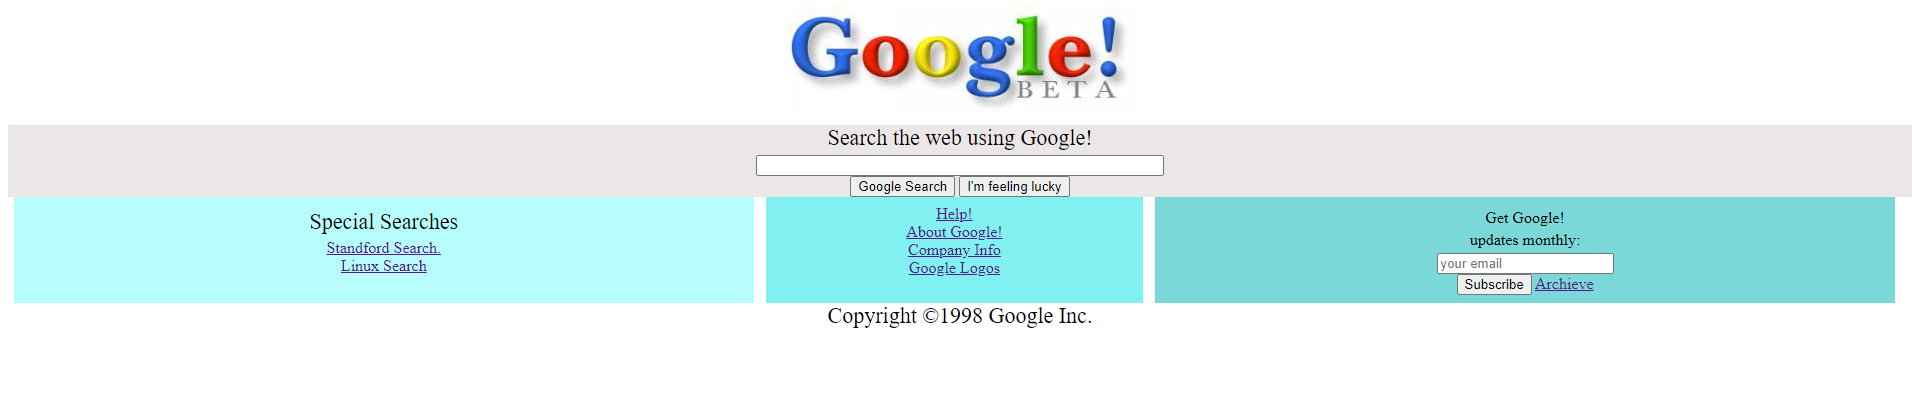 Google!
BETA
Search the web using Google!
Google Search I'm feeling lucky
Special Searches
Standford Search.
Linux Search
Help!
About Google!
Company Info
Google Logos
Get Google!
updates monthly:
your email
Subscribe Archieve
Copyright ©1998 Google Inc.